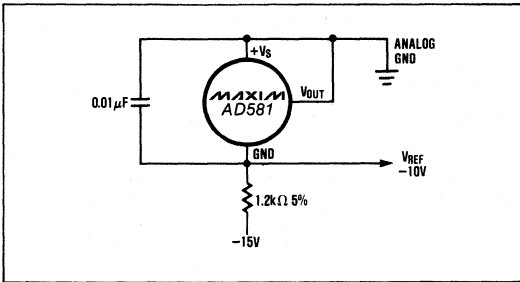 ANALOG
GND
+VS
MAXIM
AD581
VOUT
0.01µF
GND
VREF
-10V
1.2kΩ 5%
-15V